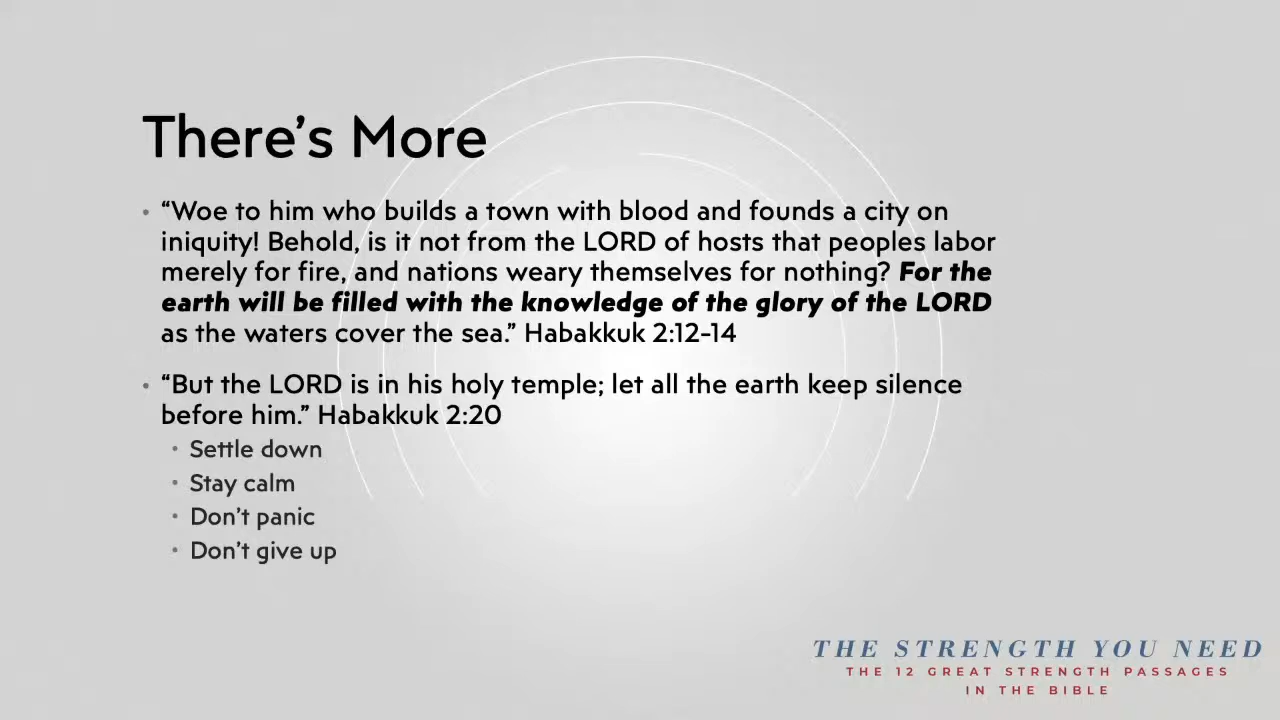 There’s More
• “Woe to him who builds a town with blood and founds a city on
iniquity! Behold, is it not from the LORD of hosts that peoples labor
merely for fire, and nations weary themselves for nothing? For the
earth will be filled with the knowledge of the glory of the LORD
as the waters cover the sea.” Habakkuk 2:12-14
• “But the LORD is in his holy temple; let all the earth keep silence
before him.” Habakkuk 2:20
• Settle down
• Stay calm
• Don’t panic
• Don’t give up
THE STRENGTH YOU NEED
THE 12 GREAT STRENGTH PASSAGES
IN THE BIBLE